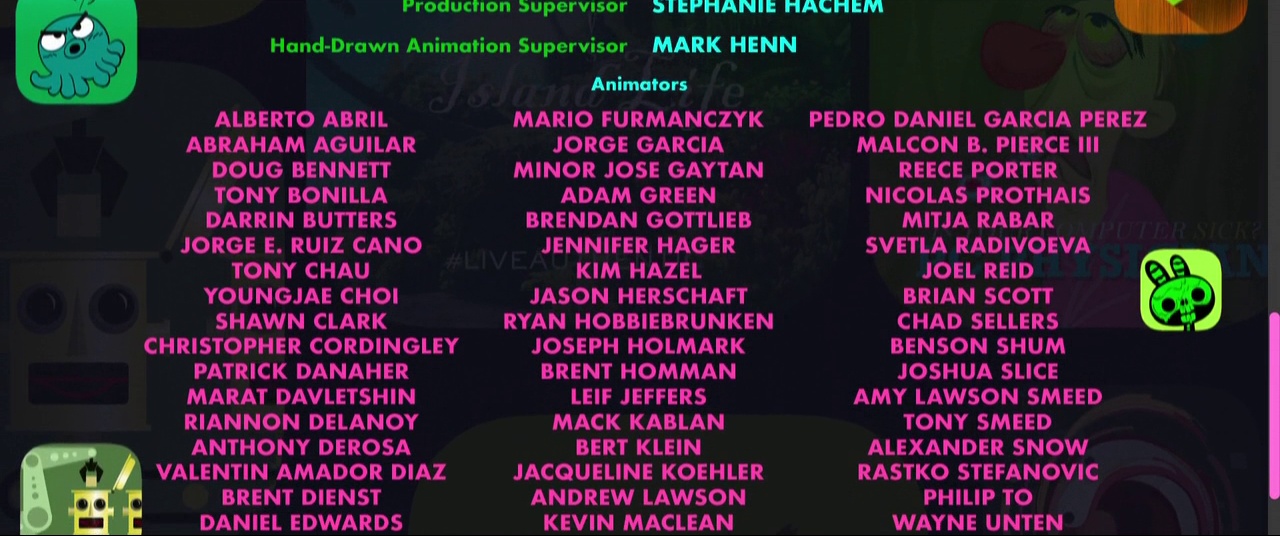 Production Supervisor STEPHANIE HACHEM
Hand-Drawn Animation Supervisor MARK HENN
Animators
ALBERTO ABRIL MARIO FURMANCZYK PEDRO DANIEL GARCIA PEREZ
ABRAHAM AGUILAR JORGE GARCIA MALCON B. PIERCE III
DOUG BENNETT MINOR JOSE GAYTAN REECE PORTER
TONY BONILLA ADAM GREEN NICOLAS PROTHAIS
DARRIN BUTTERS BRENDAN GOTTLIEB MITJA RABAR
JORGE E. RUIZ CANO JENNIFER HAGER SVETLA RADIVOEVA
TONY CHAU KIM HAZEL JOEL REID
YOUNGJAE CHOI JASON HERSCHAFT BRIAN SCOTT
SHAWN CLARK RYAN HOBBIEBRUNKEN CHAD SELLERS
CHRISTOPHER CORDINGLEY JOSEPH HOLMARK BENSON SHUM
PATRICK DANAHER BRENT HOMMAN JOSHUA SLICE
MARAT DAVLETSHIN LEIF JEFFERS AMY LAWSON SMEED
RIANNON DELANOY MACK KABLAN TONY SMEED
ANTHONY DEROSA BERT KLEIN ALEXANDER SNOW
VALENTIN AMADOR DIAZ JACQUELINE KOEHLER RASTKO STEFANOVIC
BRENT DIENST ANDREW LAWSON PHILIP TO
DANIEL EDWARDS KEVIN MACLEAN WAYNE UNTEN
Island Life